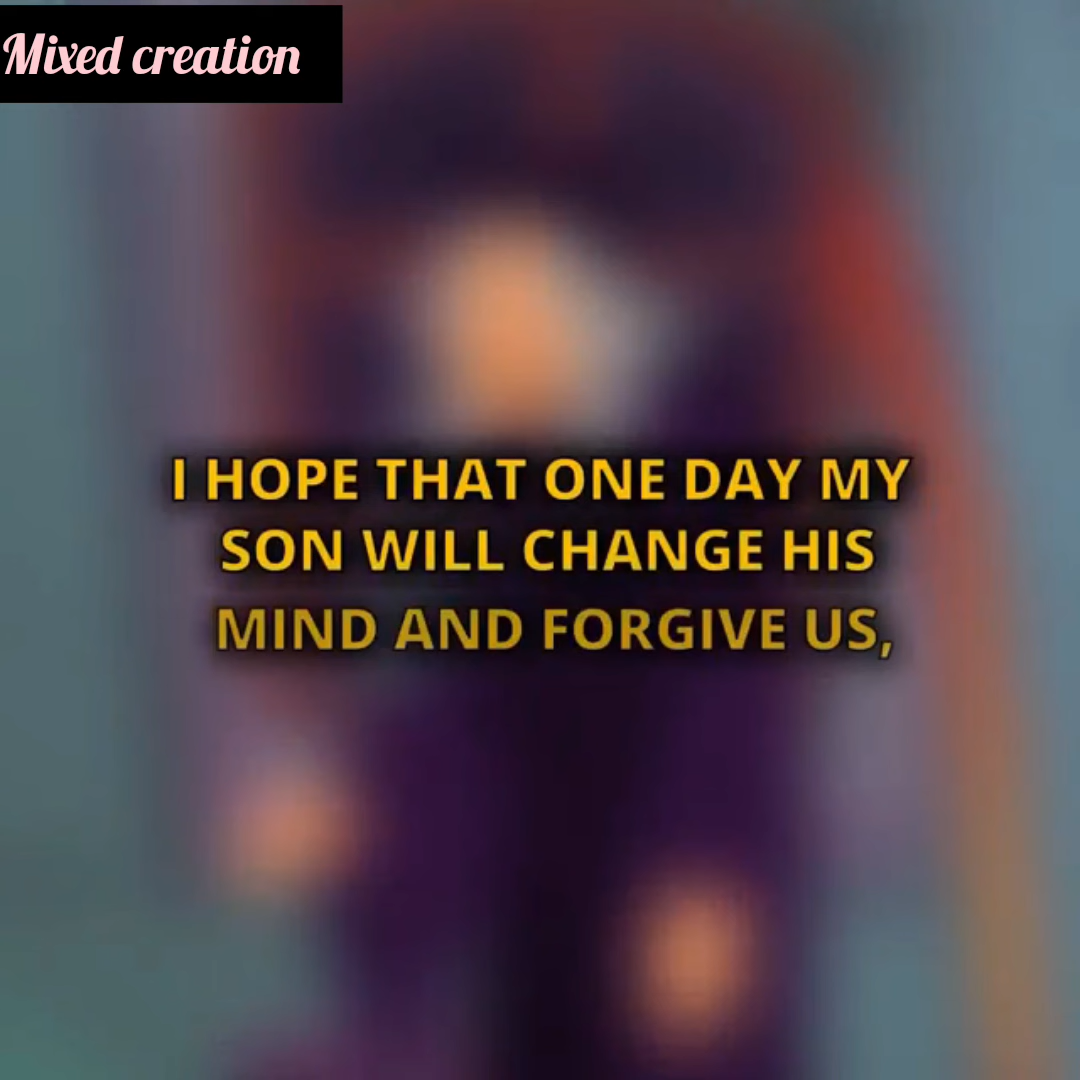 Mixed creation
I HOPE THAT ONE DAY MY
SON WILL CHANGE HIS
MIND AND FORGIVE US,